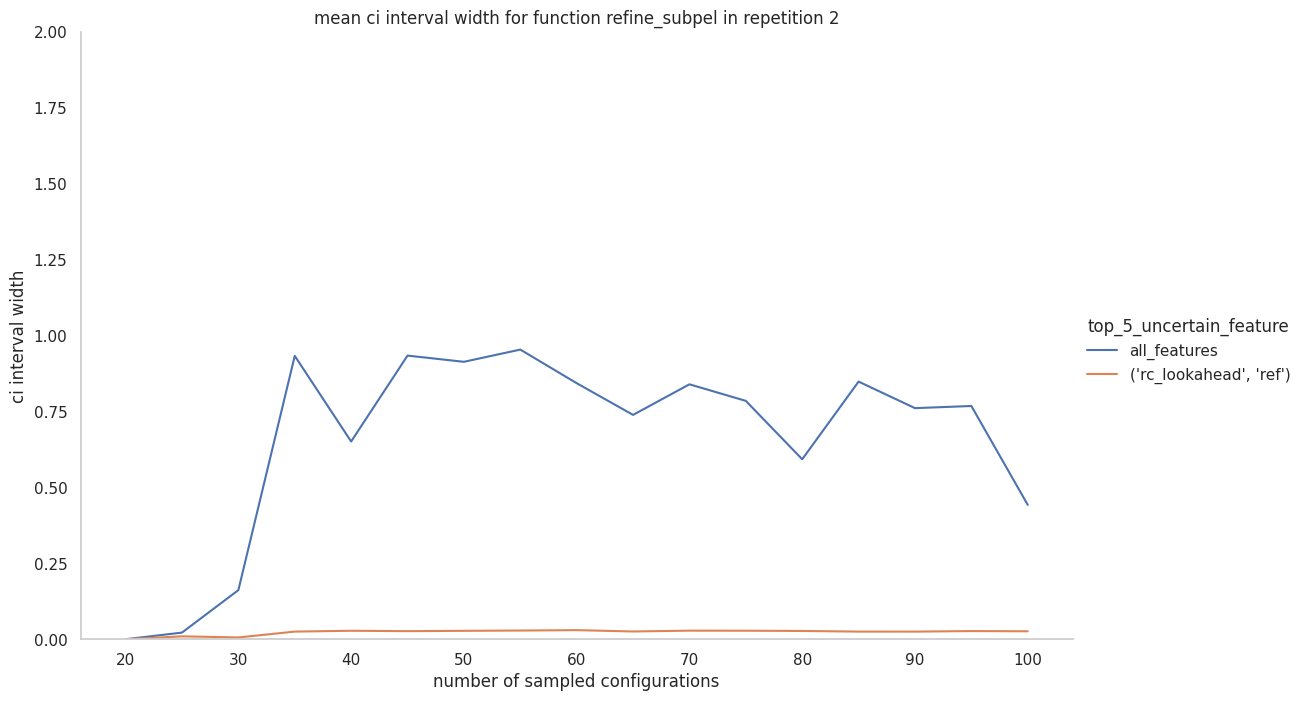 mean ci interval width for function refine_subpel in repetition 2
2.00
1.75
1.50
1.25
1.00
0.75
0.50
0.25
0.00
ci interval width
20 30 40 50 60 70 80 90 100
number of sampled configurations
top_5_uncertain_feature
all_features
('rc_lookahead', 'ref')